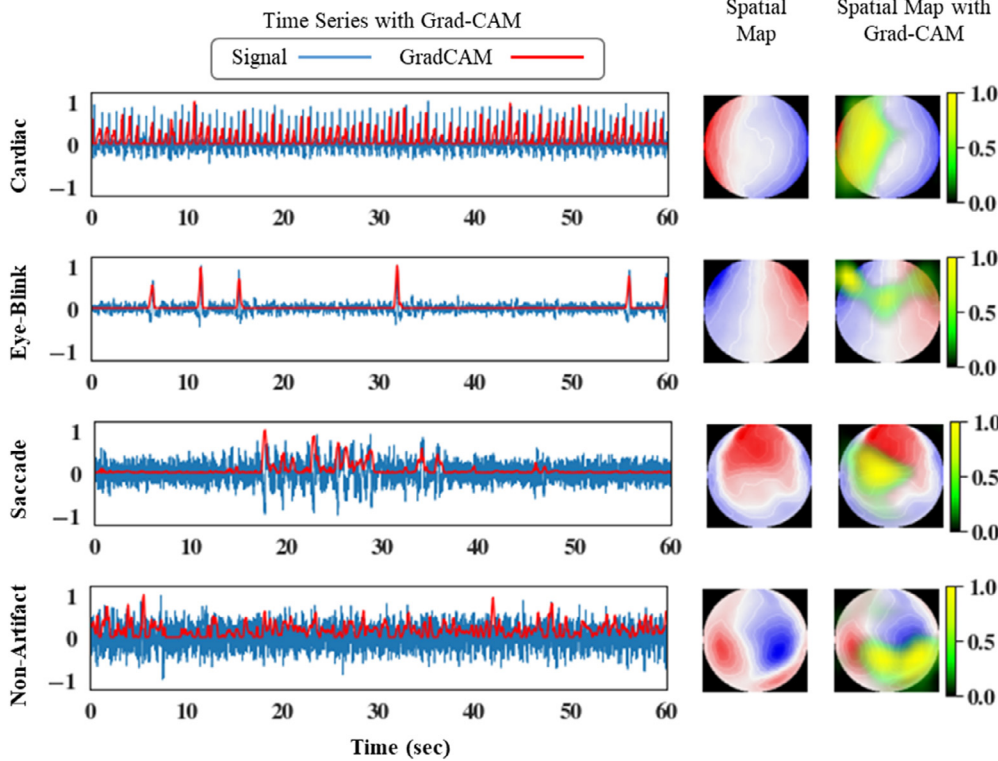 Time Series with Grad-CAM
Signal GradCAM
Spatial
Map
Spatial Map with
Grad-CAM
Cardiac
1
0
−1
0 10 20 30 40 50 60
1.0
0.5
0.0
Eye-Blink
1
0
−1
0 10 20 30 40 50 60
1.0
0.5
0.0
Saccade
1
0
−1
0 10 20 30 40 50 60
1.0
0.5
0.0
Non-Artifact
1
0
−1
0 10 20 30 40 50 60
1.0
0.5
0.0
Time (sec)